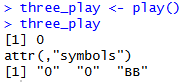 > three_play <- play()
> three_play
[1] 0
attr(,"symbols")
[1] "0"  "0"  "BB"